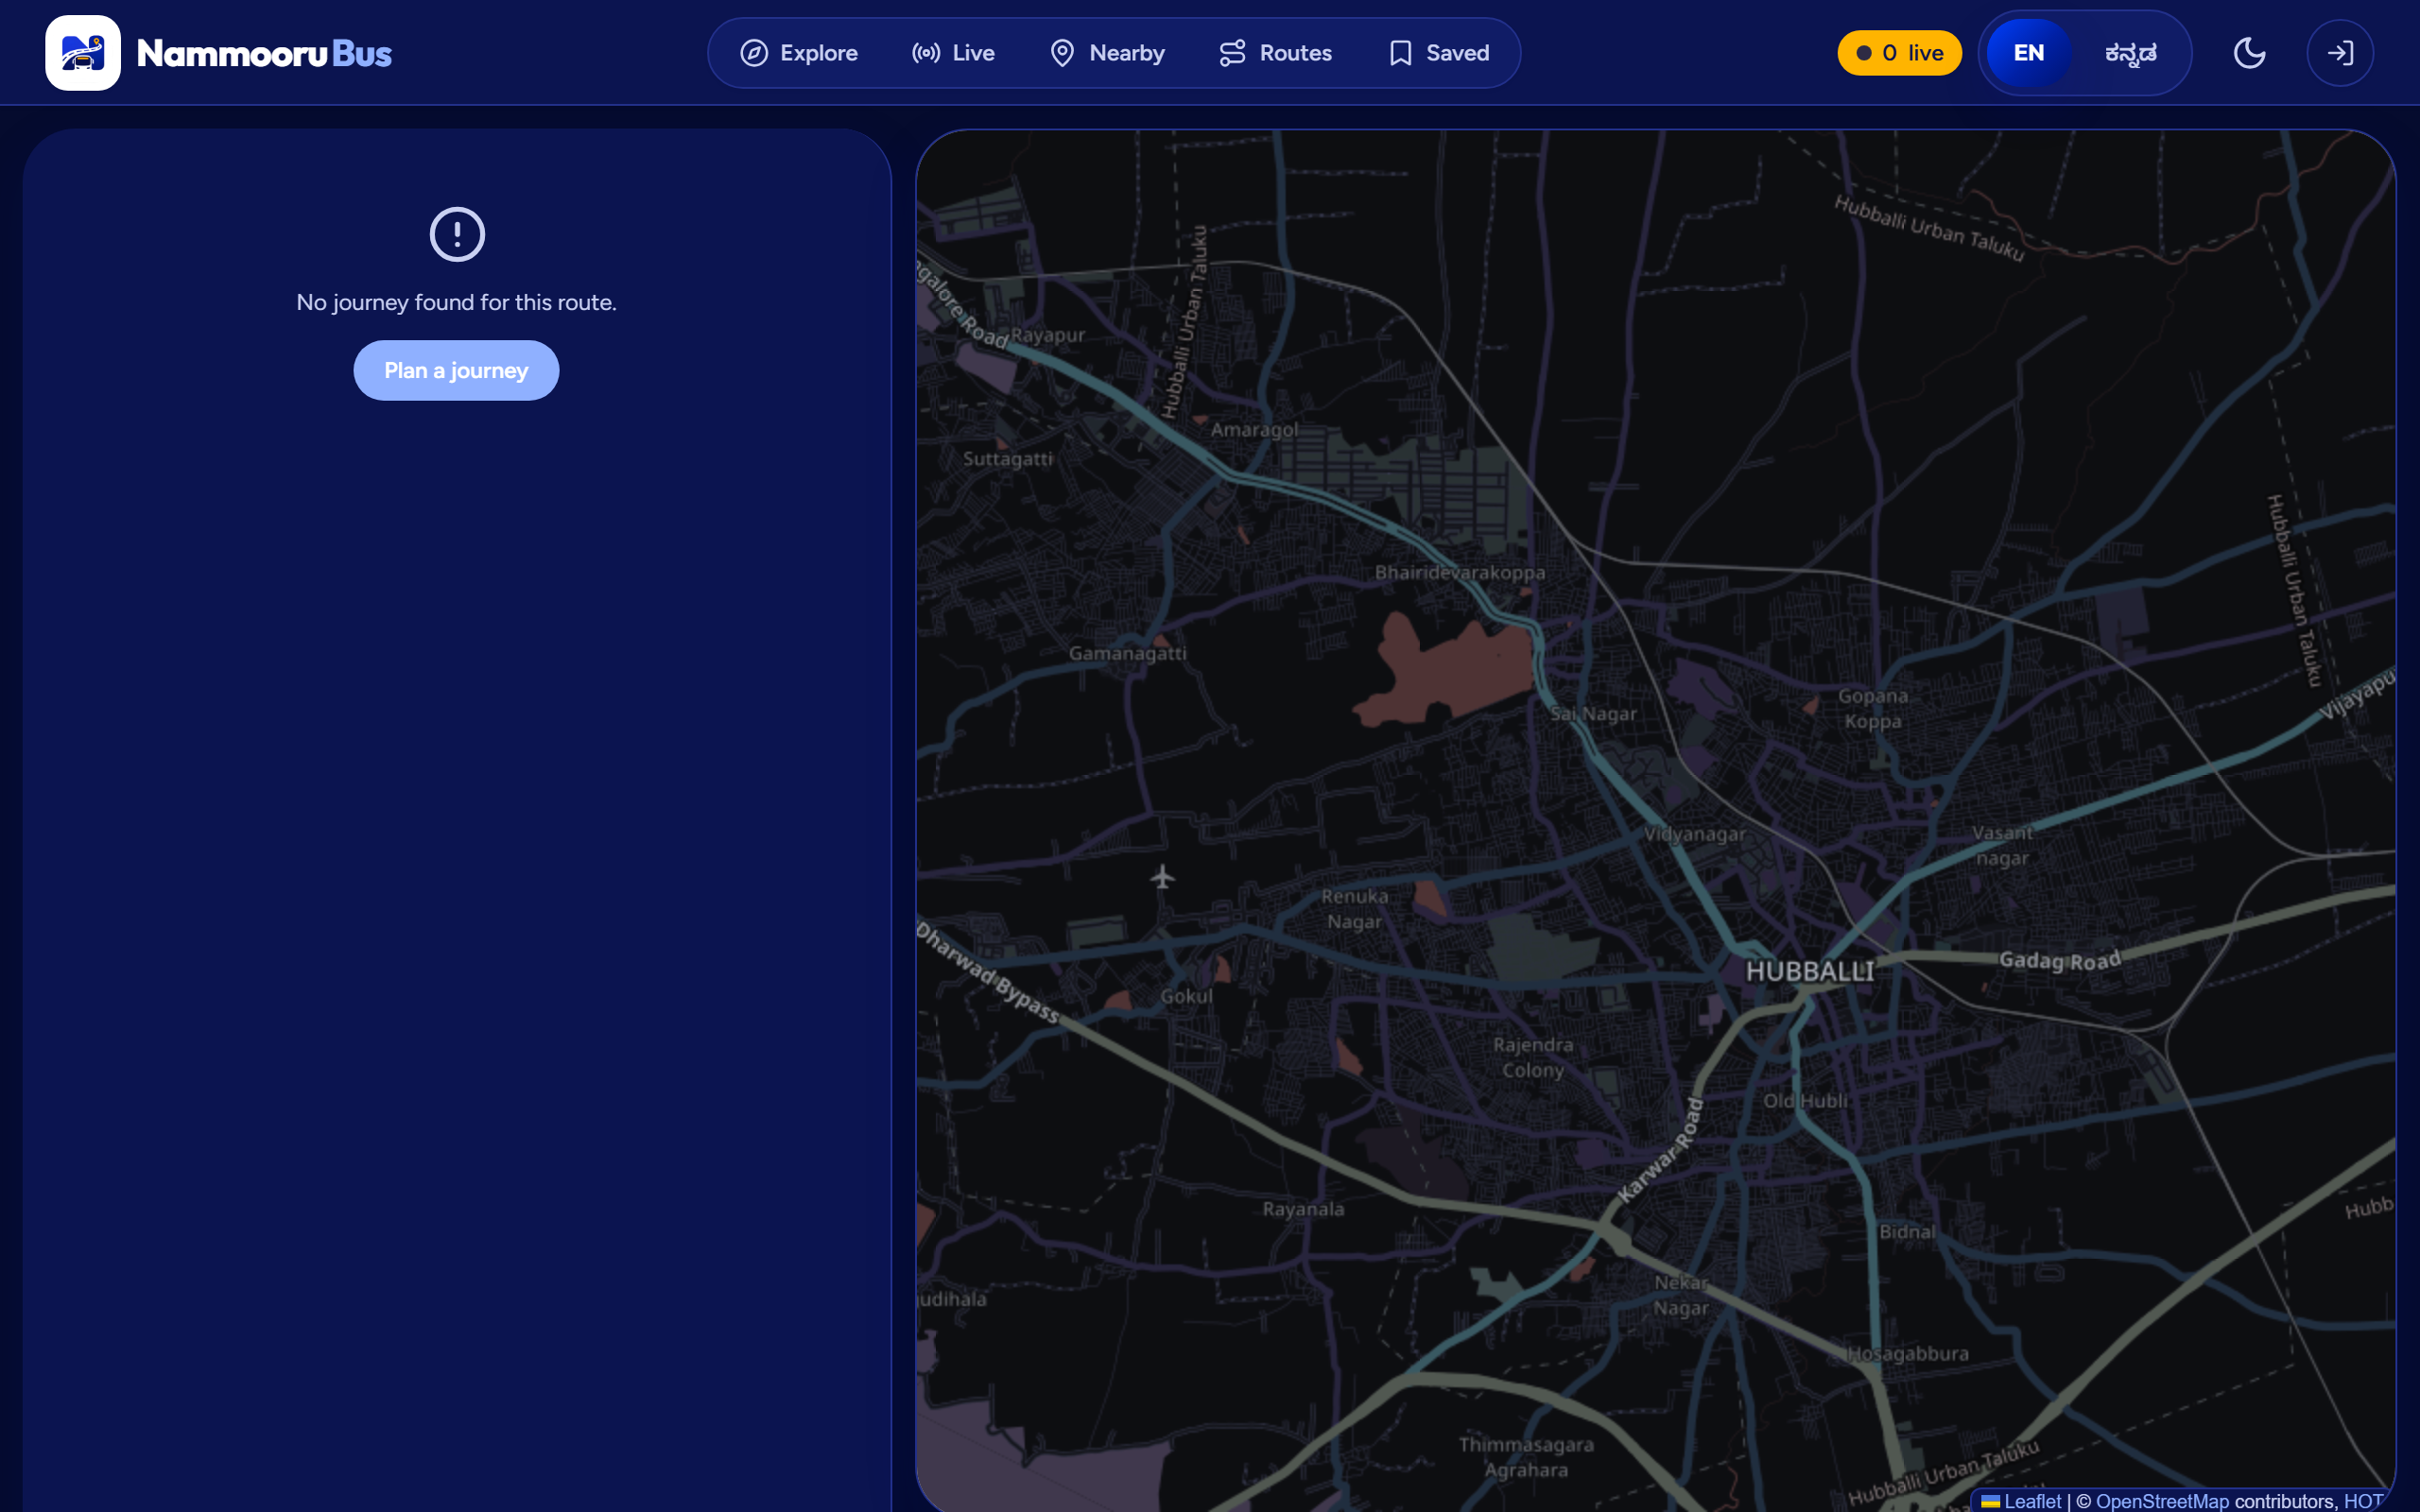 Nammooru Bus
Explore
Live
Nearby
Routes
Saved
0 live
EN
ಕನ್ನಡ
No journey found for this route.
Plan a journey
Hubballi Urban Taluku
Hubballi Urban Taluku
Road
Rayapur
Amaragol
Suttagatti
Hubballi Urban Taluku
Bhairidevarakoppa
Gamanagatti
Sai Nagar
Gopana
Koppa
Vidyanagar
Vasant
nagar
Renuka
Nagar
Dharwad Bypass
HUBBALLI
Gadag Road
Gokul
Rajendra
Colony
Old Hubli
Karwar Road
Rayanala
Bidnal
Hubb
Nekar
Nagar
udihala
Hosagabbura
Thimmasagara
Agrahara
Hubballi Urban Taluku
Leaflet | © OpenStreetMap contributors, HOT